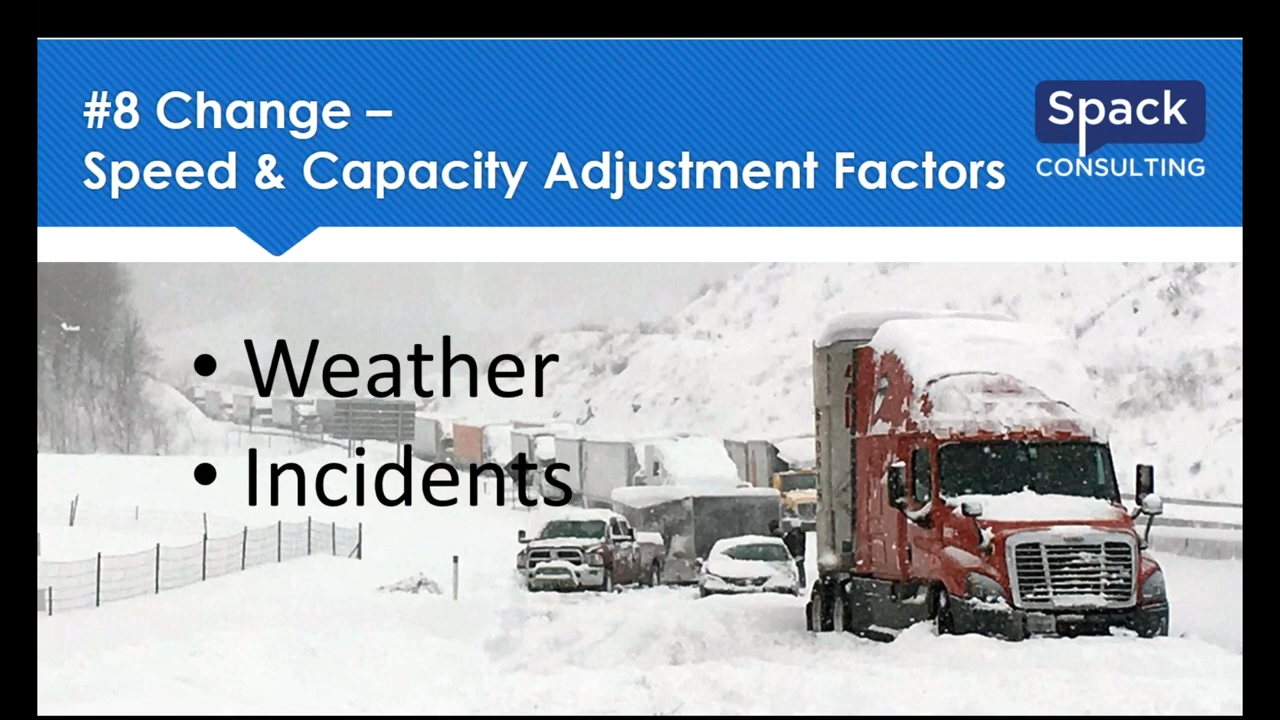 #8 Change –
Speed & Capacity Adjustment Factors
Spack
CONSULTING
• Weather
• Incidents